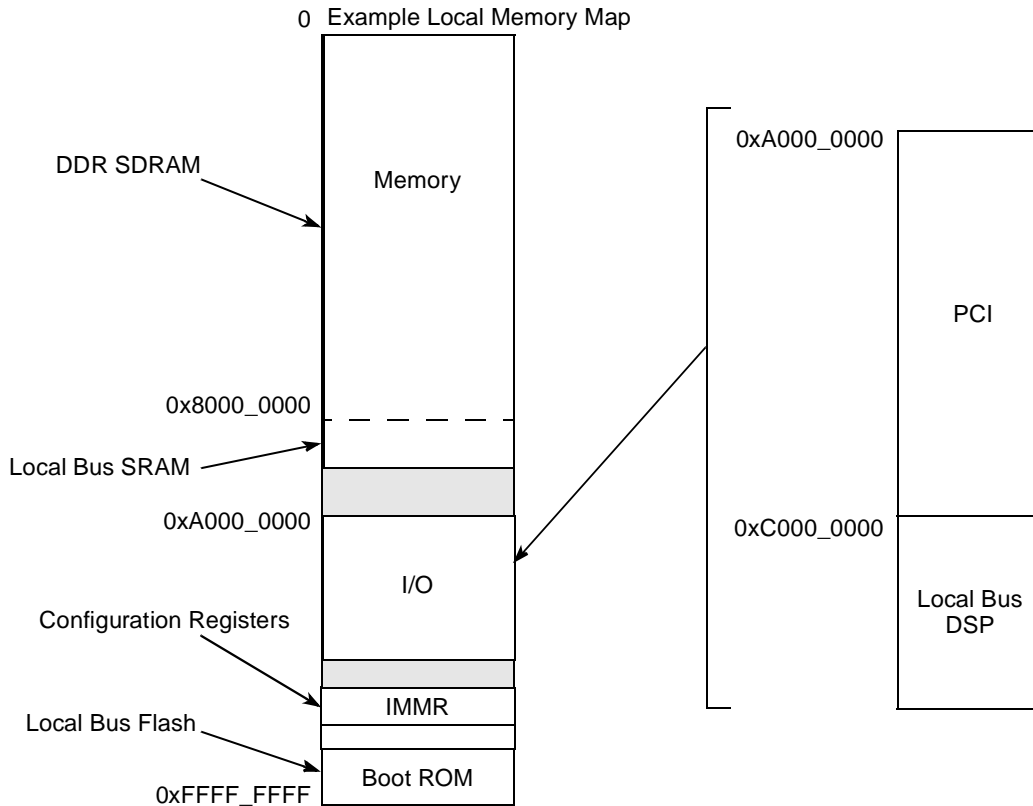 0 Example Local Memory Map
DDR SDRAM
Memory
0x8000_0000
Local Bus SRAM
0xA000_0000
I/O
Configuration Registers
IMMR
Local Bus Flash
Boot ROM
0xFFFF_FFFF
0xA000_0000
PCI
0xC000_0000
Local Bus
DSP